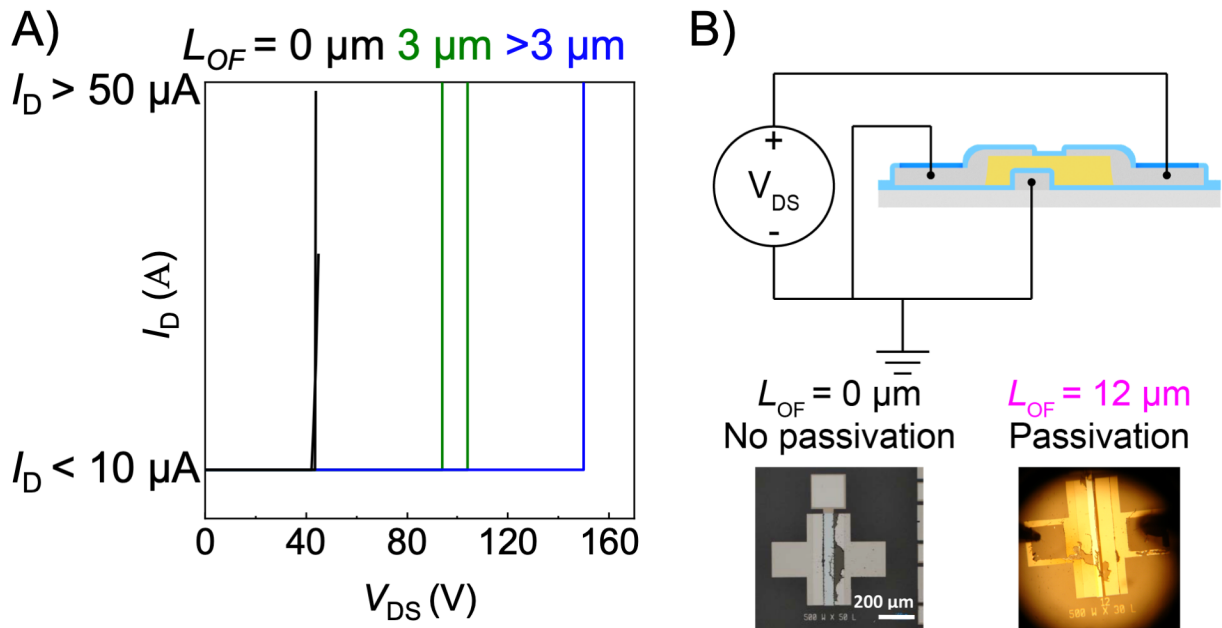 A)
L_OF = 0 µm 3 µm >3 µm
I_D > 50 µA
I_D (A)
I_D < 10 µA
0 40 80 120 160
V_DS (V)
B)
+
V_DS
-
L_OF = 0 µm
No passivation
L_OF = 12 µm
Passivation
200 µm
500 W X 50 L
12
500 W X 30 L